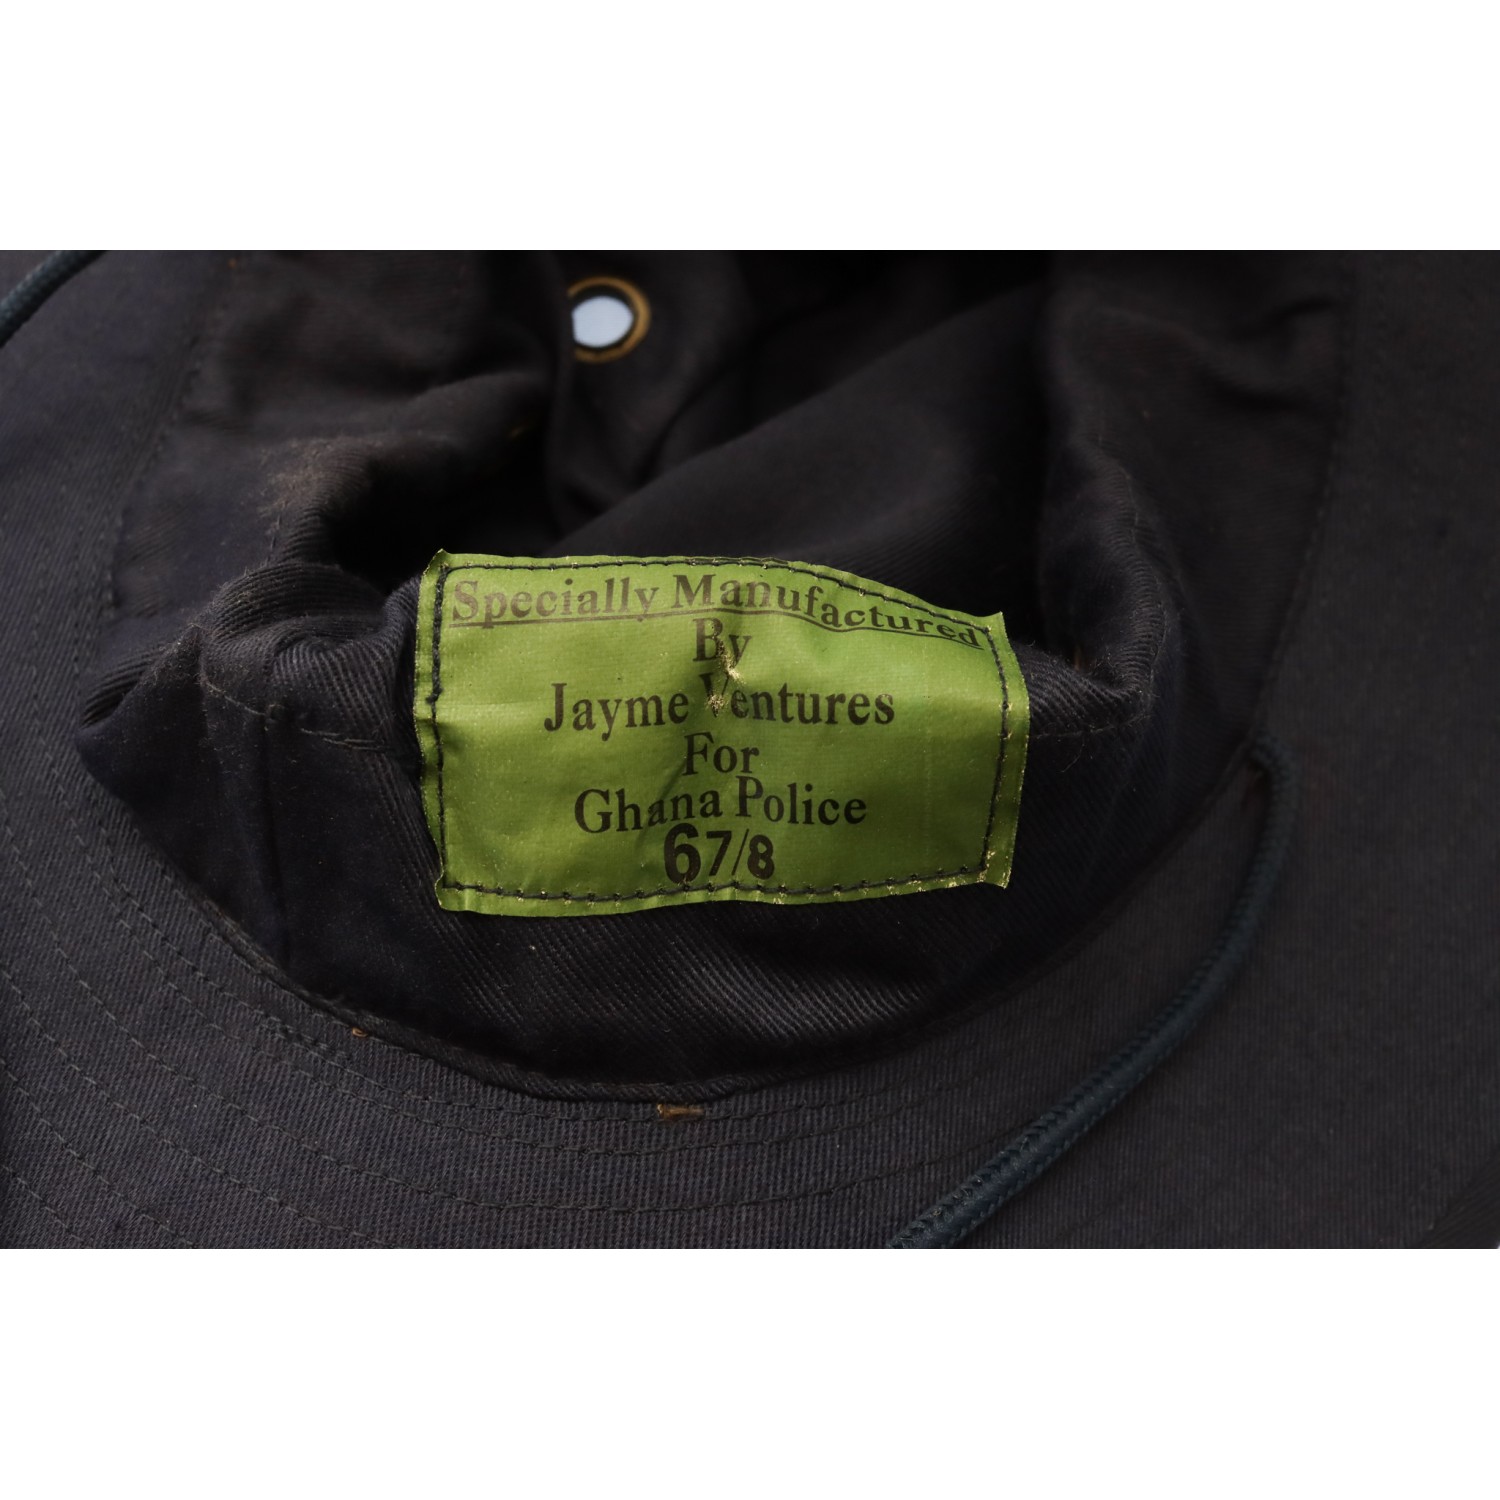 Specially Manufactured
By
Jayme Ventures
For
Ghana Police
67/8